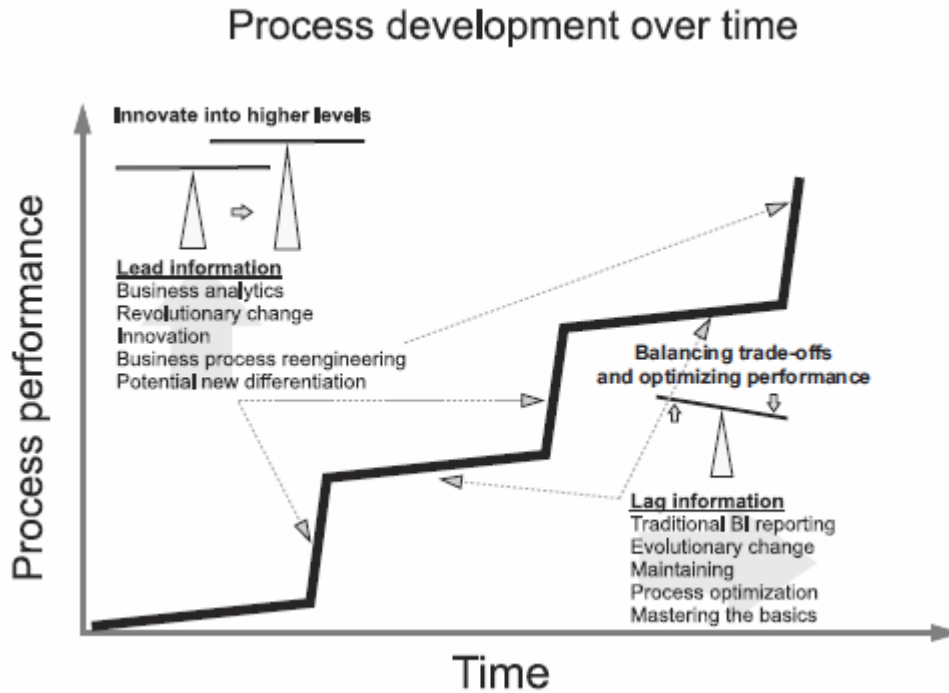 Process development over time
Innovate into higher levels
Lead information
Business analytics
Revolutionary change
Innovation
Business process reengineering
Potential new differentiation
Balancing trade-offs
and optimizing performance
Lag information
Traditional BI reporting
Evolutionary change
Maintaining
Process optimization
Mastering the basics
Process performance
Time